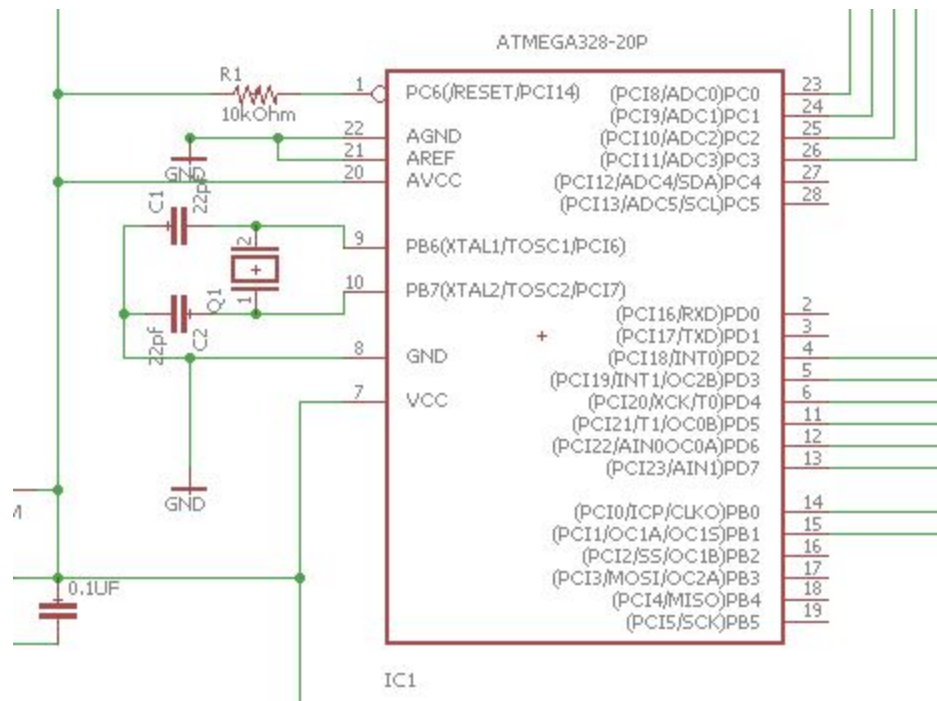 ATMEGA328-20P
R1
10kOhm
1
PC6(/RESET/PCI14)
22
AGND
21
AREF
20
AVCC
GND
C1
22pf
9
PB6(XTAL1/TOSC1/PCI6)
2
Q1
1
10
PB7(XTAL2/TOSC2/PCI7)
22pf
C2
8
GND
7
VCC
GND
M
0.1UF
(PCI8/ADC0)PC0
23
(PCI9/ADC1)PC1
24
(PCI10/ADC2)PC2
25
(PCI11/ADC3)PC3
26
(PCI12/ADC4/SDA)PC4
27
(PCI13/ADC5/SCL)PC5
28
(PCI16/RXD)PD0
2
(PCI17/TXD)PD1
3
(PCI18/INT0)PD2
4
(PCI19/INT1/OC2B)PD3
5
(PCI20/XCK/T0)PD4
6
(PCI21/T1/OC0B)PD5
11
(PCI22/AIN0OC0A)PD6
12
(PCI23/AIN1)PD7
13
(PCI0/ICP/CLKO)PB0
14
(PCI1/OC1A/OC1S)PB1
15
(PCI2/SS/OC1B)PB2
16
(PCI3/MOSI/OC2A)PB3
17
(PCI4/MISO)PB4
18
(PCI5/SCK)PB5
19
IC1